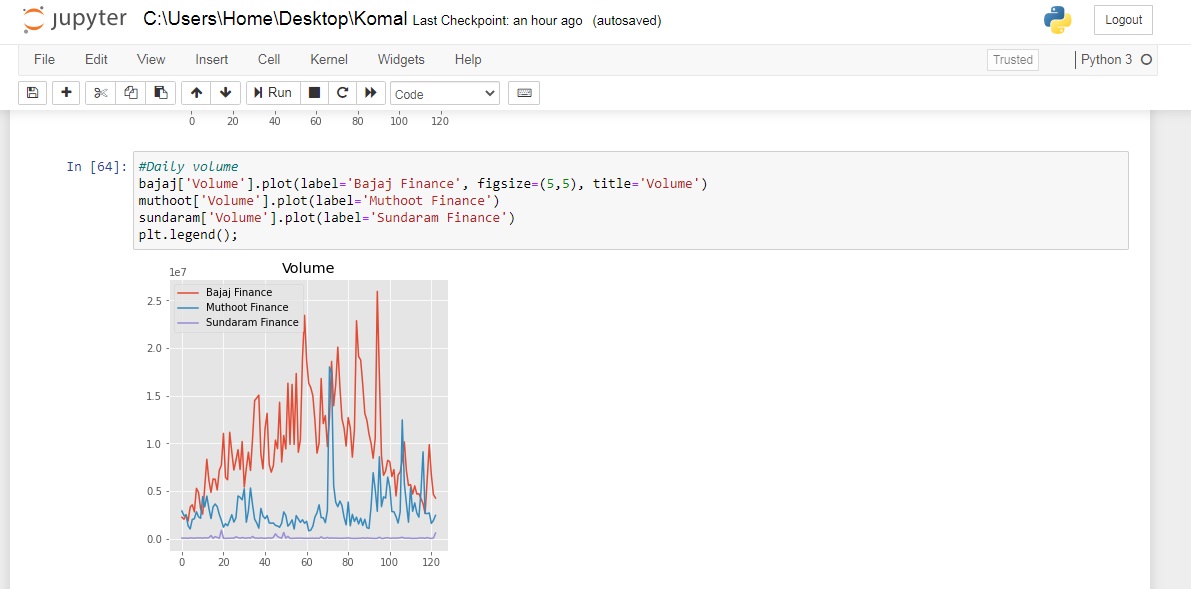 jupyter C:\Users\Home\Desktop\Komal Last Checkpoint: an hour ago (autosaved) Logout
File Edit View Insert Cell Kernel Widgets Help Trusted Python 3
Run Code
0 20 40 60 80 100 120
In [64]: #Daily volume
bajaj['Volume'].plot(label='Bajaj Finance', figsize=(5,5), title='Volume')
muthoot['Volume'].plot(label='Muthoot Finance')
sundaram['Volume'].plot(label='Sundaram Finance')
plt.legend();
Volume
1e7
Bajaj Finance
2.5
Muthoot Finance
Sundaram Finance
2.0
1.5
1.0
0.5
0.0
0 20 40 60 80 100 120